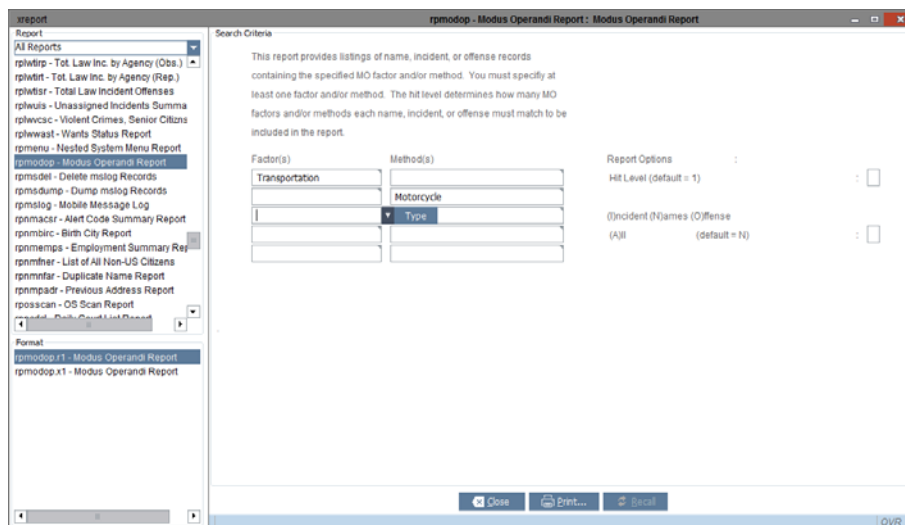 xreport
rpmodop - Modus Operandi Report : Modus Operandi Report
Report
All Reports
rplwtirp - Tot. Law Inc. by Agency (Obs.)
rplwtirt - Tot. Law Inc. by Agency (Rep.)
rplwtisr - Total Law Incident Offenses
rplwuis - Unassigned Incidents Summa
rplwvcsc - Violent Crimes, Senior Citizns
rplwwast - Wants Status Report
rpmenu - Nested System Menu Report
rpmodop - Modus Operandi Report
rpmsdel - Delete mslog Records
rpmsdump - Dump mslog Records
rpmslog - Mobile Message Log
rpnmacsr - Alert Code Summary Report
rpnmbirc - Birth City Report
rpnmemps - Employment Summary Rep
rpnmfner - List of All Non-US Citizens
rpnmnfar - Duplicate Name Report
rpnmpadr - Previous Address Report
rposscan - OS Scan Report
Format
rpmodop.r1 - Modus Operandi Report
rpmodop.x1 - Modus Operandi Report
Search Criteria
This report provides listings of name, incident, or offense records
containing the specified MO factor and/or method. You must specifiy at
least one factor and/or method. The hit level determines how many MO
factors and/or methods each name, incident, or offense must match to be
included in the report.
Factor(s) Method(s) Report Options :
Transportation Hit Level (default = 1) :
Motorcycle
Type (I)ncident (N)ames (O)ffense
(A)ll (default = N) :
Close Print... Recall
OVR